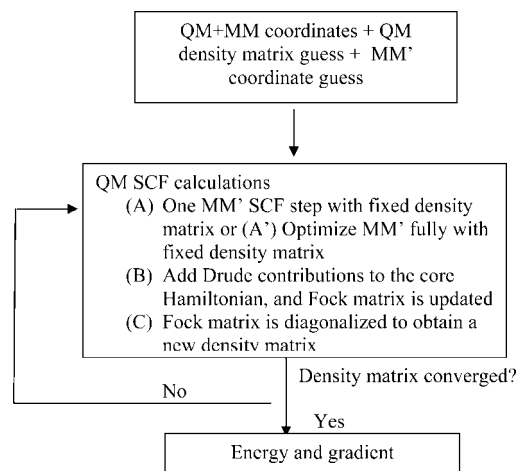 QM+MM coordinates + QM
density matrix guess + MM'
coordinate guess
QM SCF calculations
(A) One MM' SCF step with fixed density
matrix or (A') Optimize MM' fully with
fixed density matrix
(B) Add Drude contributions to the core
Hamiltonian, and Fock matrix is updated
(C) Fock matrix is diagonalized to obtain a
new density matrix
Density matrix converged?
No
Yes
Energy and gradient